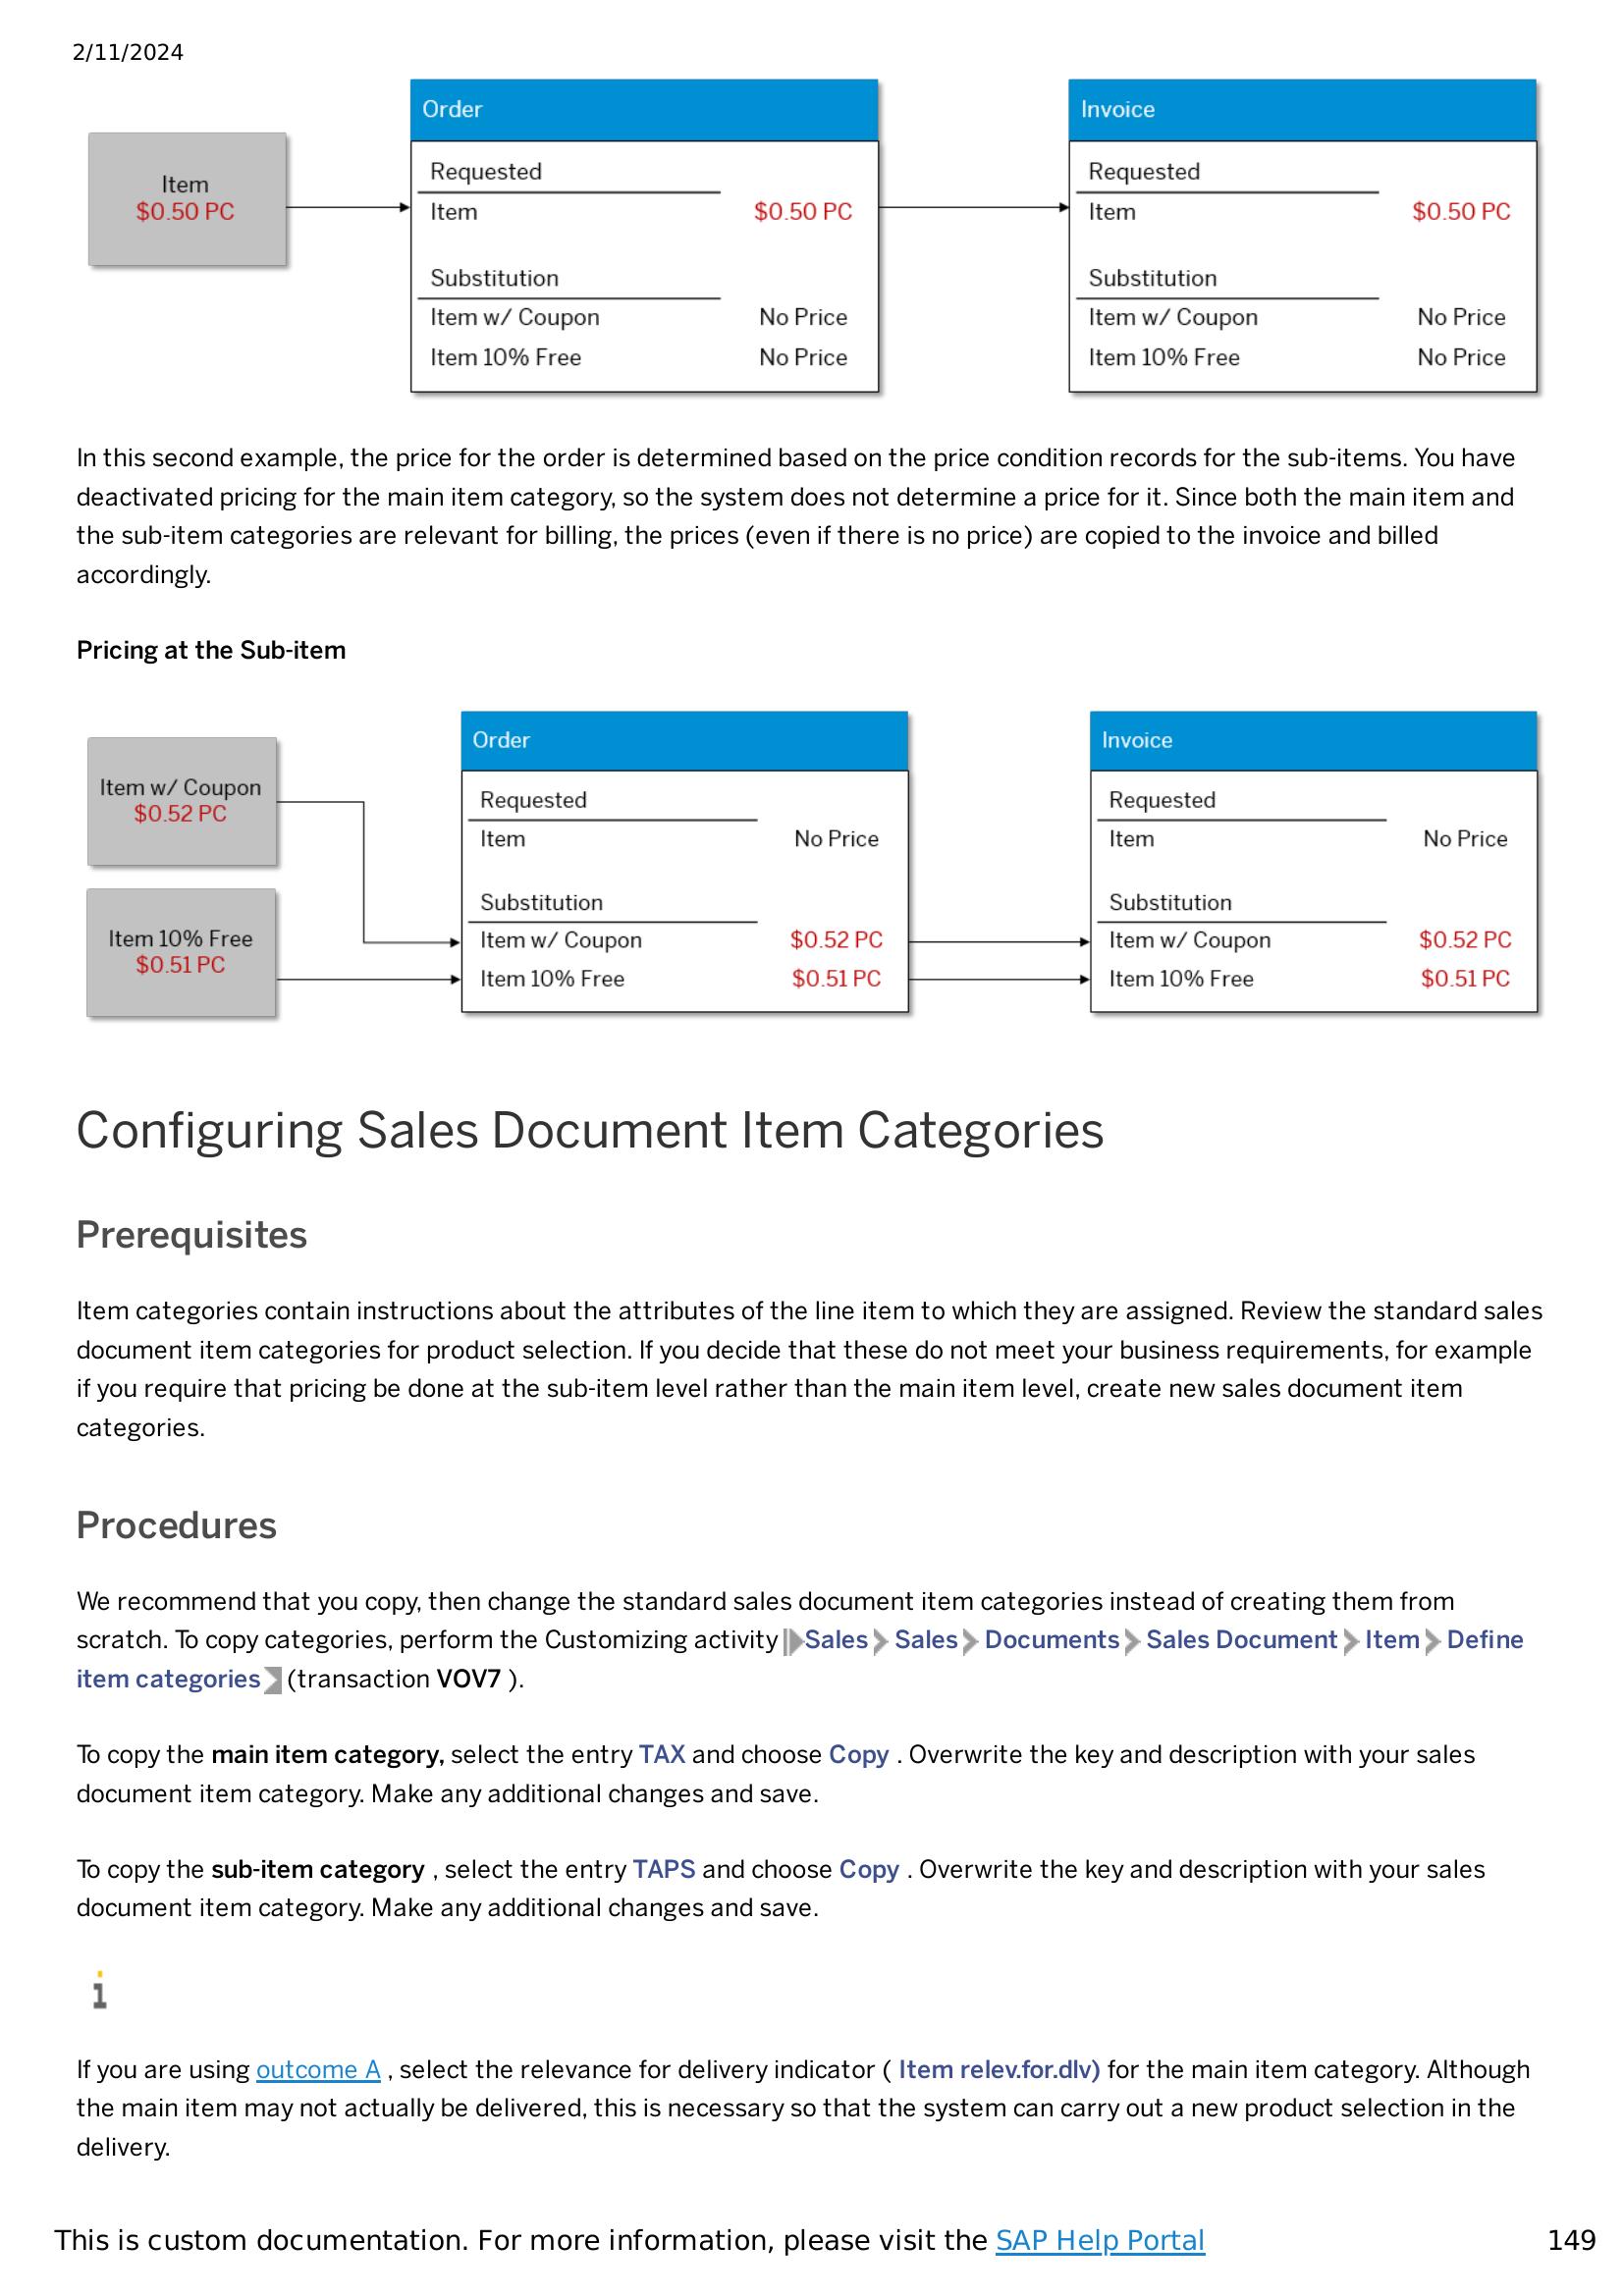 2/11/2024
Order
Invoice
Item
$0.50 PC
Requested
Item $0.50 PC
Substitution
Item w/ Coupon No Price
Item 10% Free No Price
Requested
Item $0.50 PC
Substitution
Item w/ Coupon No Price
Item 10% Free No Price
In this second example, the price for the order is determined based on the price condition records for the sub-items. You have
deactivated pricing for the main item category, so the system does not determine a price for it. Since both the main item and
the sub-item categories are relevant for billing, the prices (even if there is no price) are copied to the invoice and billed
accordingly.
Pricing at the Sub-item
Item w/ Coupon
$0.52 PC
Item 10% Free
$0.51 PC
Order
Requested
Item No Price
Substitution
Item w/ Coupon $0.52 PC
Item 10% Free $0.51 PC
Invoice
Requested
Item No Price
Substitution
Item w/ Coupon $0.52 PC
Item 10% Free $0.51 PC
Configuring Sales Document Item Categories
Prerequisites
Item categories contain instructions about the attributes of the line item to which they are assigned. Review the standard sales
document item categories for product selection. If you decide that these do not meet your business requirements, for example
if you require that pricing be done at the sub-item level rather than the main item level, create new sales document item
categories.
Procedures
We recommend that you copy, then change the standard sales document item categories instead of creating them from
scratch. To copy categories, perform the Customizing activity Sales Sales Documents Sales Document Item Define
item categories (transaction VOV7 ).
To copy the main item category, select the entry TAX and choose Copy . Overwrite the key and description with your sales
document item category. Make any additional changes and save.
To copy the sub-item category , select the entry TAPS and choose Copy . Overwrite the key and description with your sales
document item category. Make any additional changes and save.
If you are using outcome A , select the relevance for delivery indicator ( Item relev.for.dlv) for the main item category. Although
the main item may not actually be delivered, this is necessary so that the system can carry out a new product selection in the
delivery.
This is custom documentation. For more information, please visit the SAP Help Portal 149